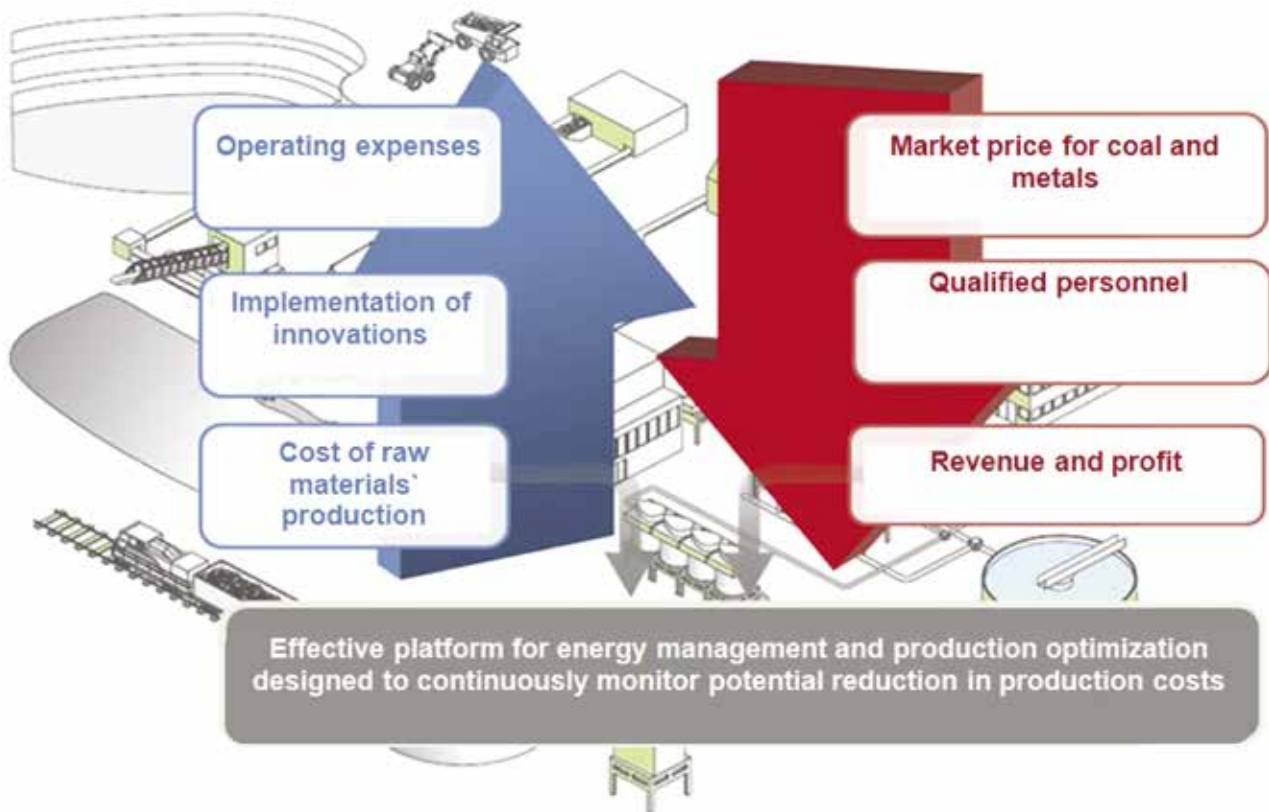 Operating expenses
Implementation of
innovations
Cost of raw
materials`
production
Market price for coal and
metals
Qualified personnel
Revenue and profit
Effective platform for energy management and production optimization
designed to continuously monitor potential reduction in production costs